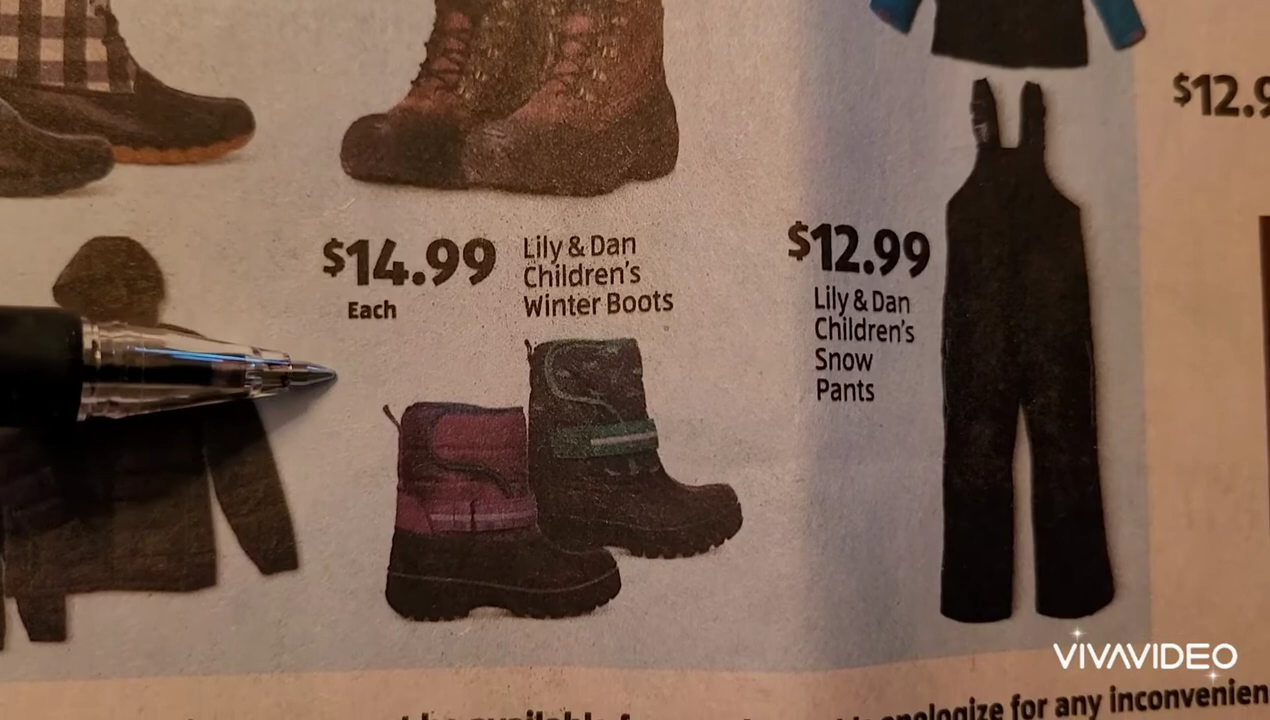 $12.9
$14.99
Each
Lily & Dan
Children's
Winter Boots
$12.99
Lily & Dan
Children's
Snow
Pants
VIVAVIDEO
apologize for any inconvenien